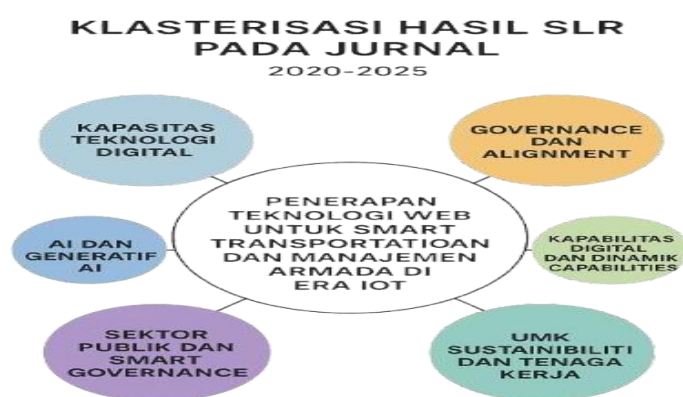 KLASTERISASI HASIL SLR
PADA JURNAL
2020-2025
KAPASITAS
TEKNOLOGI
DIGITAL
GOVERNANCE
DAN
ALIGNMENT
PENERAPAN
TEKNOLOGI WEB
UNTUK SMART
TRANSPORTATIOAN
DAN MANAJEMEN
ARMADA DI
ERA IOT
AI DAN
GENERATIF
AI
KAPABILITAS
DIGITAL
DAN DINAMIK
CAPABILITIES
SEKTOR
PUBLIK DAN
SMART
GOVERNANCE
UMK
SUSTAINIBILITI
DAN TENAGA
KERJA